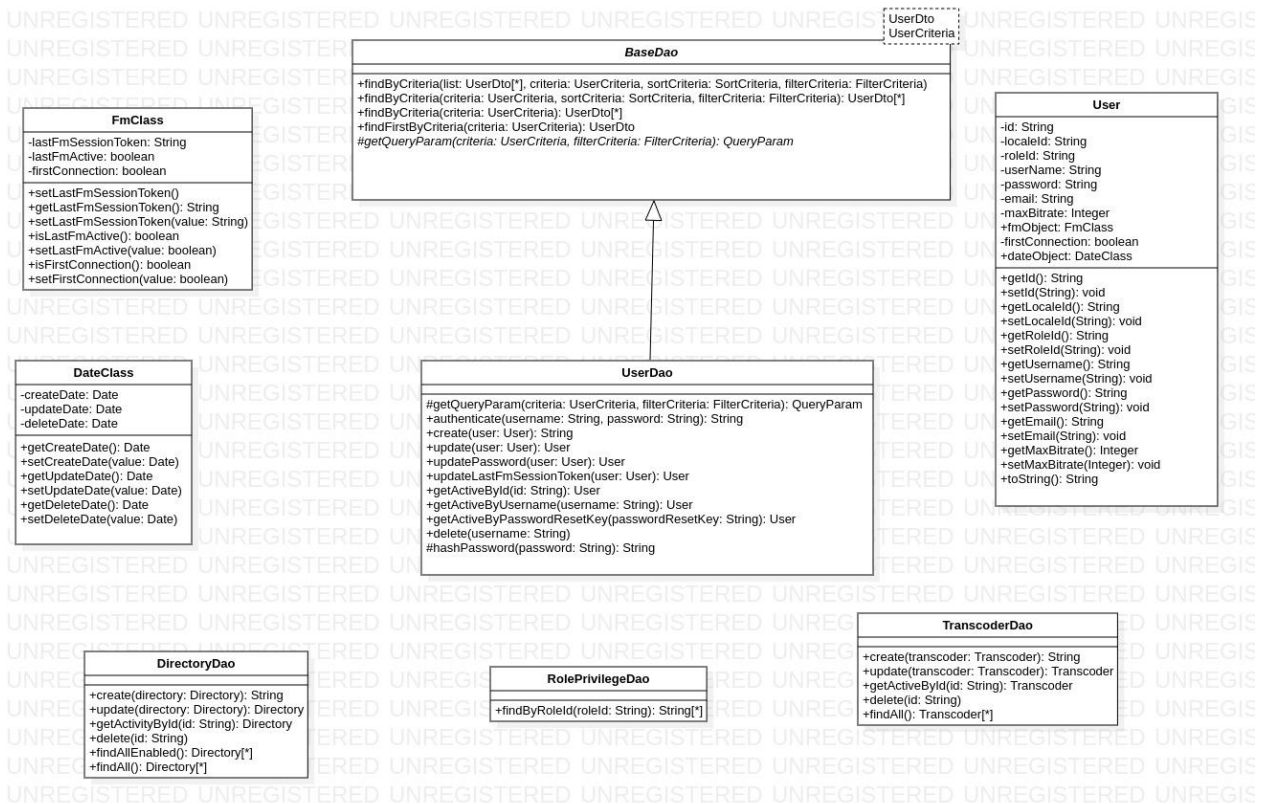 UserDto
UserCriteria
BaseDao
+findByCriteria(list: UserDto[*], criteria: UserCriteria, sortCriteria: SortCriteria, filterCriteria: FilterCriteria)
+findByCriteria(criteria: UserCriteria, sortCriteria: SortCriteria, filterCriteria: FilterCriteria): UserDto[*]
+findByCriteria(criteria: UserCriteria): UserDto[*]
+findFirstByCriteria(criteria: UserCriteria): UserDto
#getQueryParam(criteria: UserCriteria, filterCriteria: FilterCriteria): QueryParam
FmClass
-lastFmSessionToken: String
-lastFmActive: boolean
-firstConnection: boolean
+setLastFmSessionToken()
+getLastFmSessionToken(): String
+setLastFmSessionToken(value: String)
+isLastFmActive(): boolean
+setLastFmActive(value: boolean)
+isFirstConnection(): boolean
+setFirstConnection(value: boolean)
User
-id: String
-localeId: String
-roleId: String
-userName: String
-password: String
-email: String
-maxBitrate: Integer
+fmObject: FmClass
-firstConnection: boolean
+dateObject: DateClass
+getId(): String
+setId(String): void
+getLocaleId(): String
+setLocaleId(String): void
+getRoleId(): String
+setRoleId(String): void
+getUsername(): String
+setUsername(String): void
+getPassword(): String
+setPassword(String): void
+getEmail(): String
+setEmail(String): void
+getMaxBitrate(): Integer
+setMaxBitrate(Integer): void
+toString(): String
DateClass
-createDate: Date
-updateDate: Date
-deleteDate: Date
+getCreateDate(): Date
+setCreateDate(value: Date)
+getUpdateDate(): Date
+setUpdateDate(value: Date)
+getDeleteDate(): Date
+setDeleteDate(value: Date)
UserDao
#getQueryParam(criteria: UserCriteria, filterCriteria: FilterCriteria): QueryParam
+authenticate(username: String, password: String): String
+create(user: User): String
+update(user: User): User
+updatePassword(user: User): User
+updateLastFmSessionToken(user: User): User
+getActiveById(id: String): User
+getActiveByUsername(username: String): User
+getActiveByPasswordResetKey(passwordResetKey: String): User
+delete(username: String)
#hashPassword(password: String): String
DirectoryDao
+create(directory: Directory): String
+update(directory: Directory): Directory
+getActivityById(id: String): Directory
+delete(id: String)
+findAllEnabled(): Directory[*]
+findAll(): Directory[*]
RolePrivilegeDao
+findByRoleId(roleId: String): String[*]
TranscoderDao
+create(transcoder: Transcoder): String
+update(transcoder: Transcoder): Transcoder
+getActiveById(id: String): Transcoder
+delete(id: String)
+findAll(): Transcoder[*]
UNREGISTERED